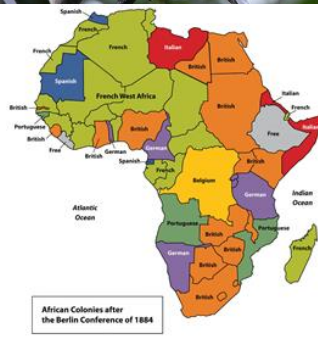 Spanish
French
French
Italian
British
French
Spanish
French West Africa
British
Italian
French
British
Portuguese
British
British
German
Free
Italian
Free
British
German
Spanish
French
British
Belgium
German
Atlantic
Ocean
Indian
Ocean
Portuguese
Portuguese
British
British
French
German
British
British
African Colonies after
the Berlin Conference of 1884